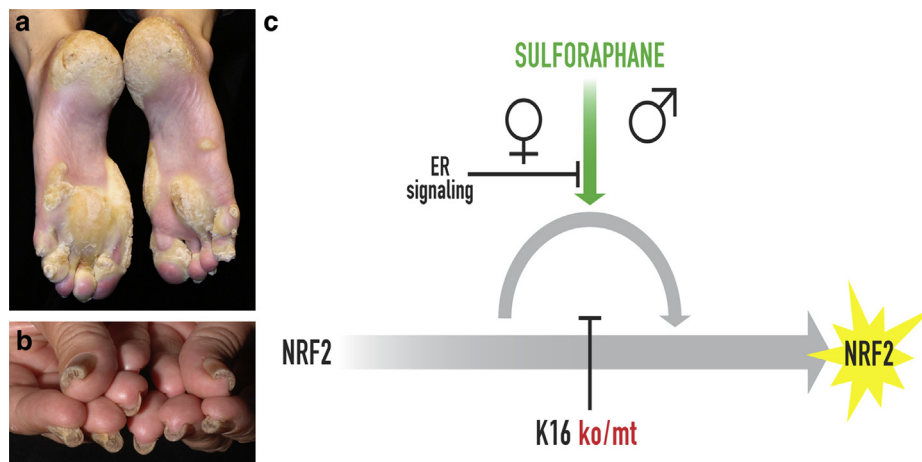 a
b
c
SULFORAPHANE
ER
signaling
NRF2
NRF2
K16 ko/mt